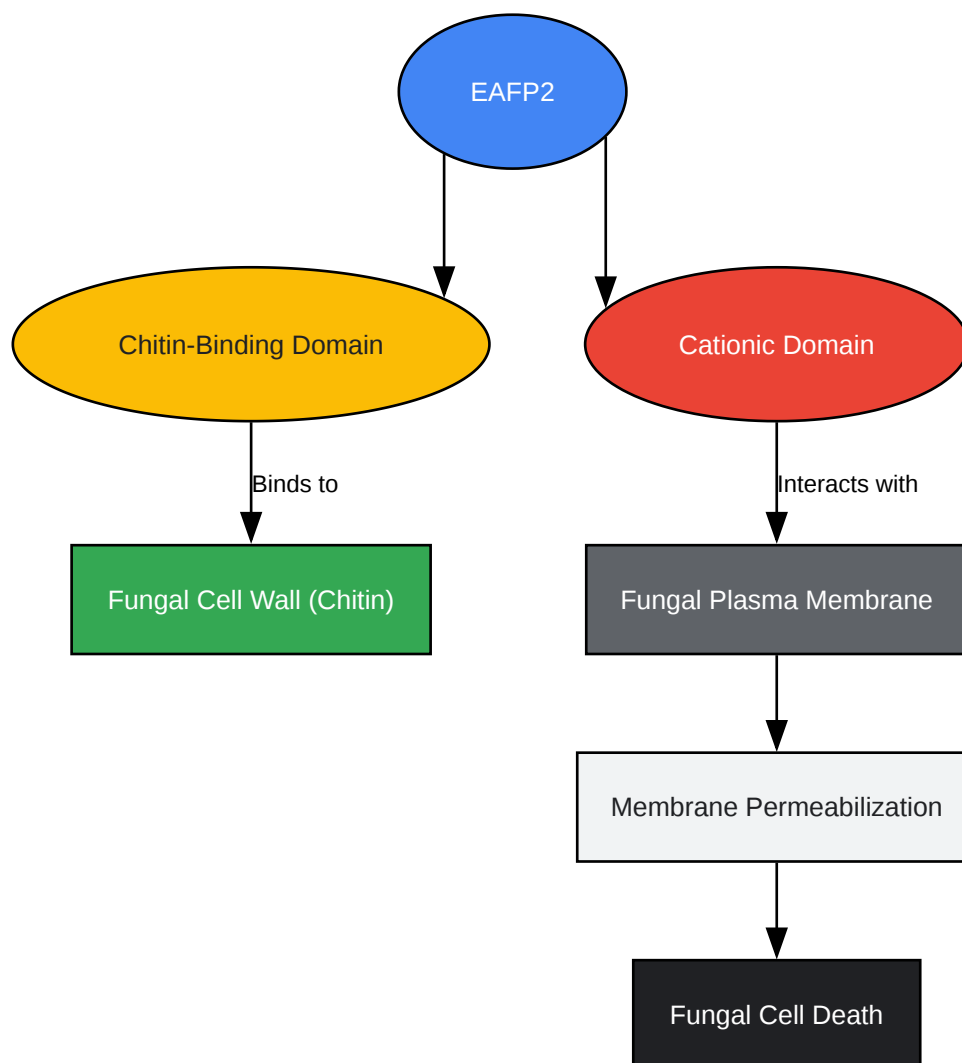 EAFP2
Chitin-Binding Domain
Cationic Domain
Binds to
Interacts with
Fungal Cell Wall (Chitin)
Fungal Plasma Membrane
Membrane Permeabilization
Fungal Cell Death